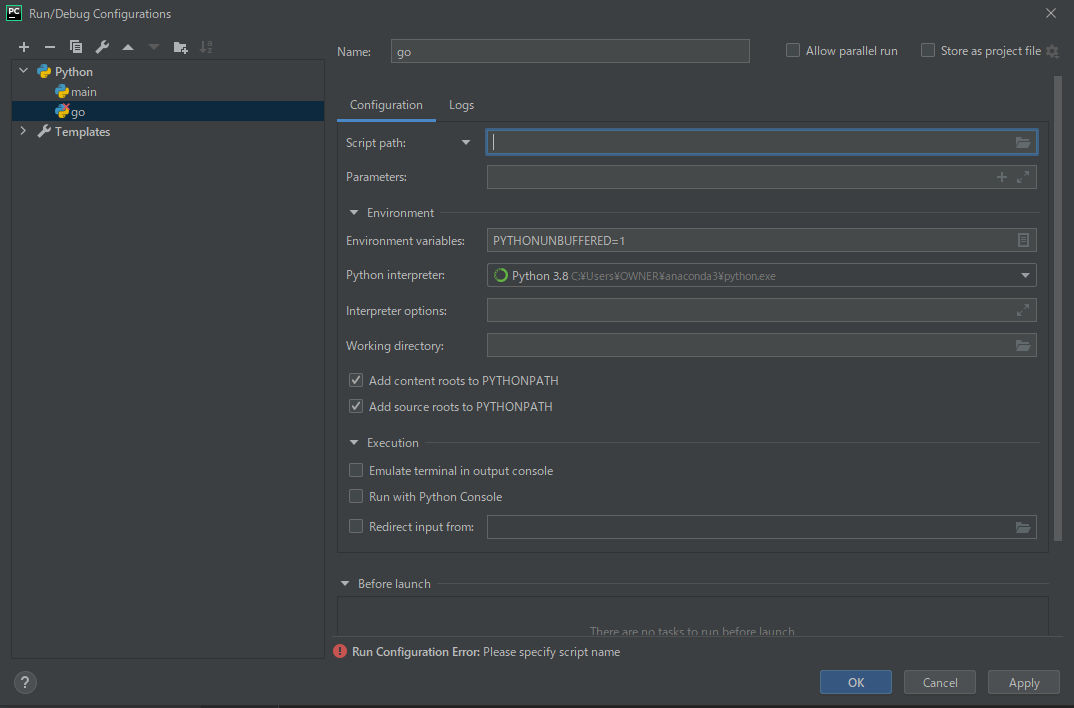 PC Run/Debug Configurations
Name: go Allow parallel run Store as project file
Python
main
go
Templates
Configuration Logs
Script path:
Parameters:
Environment
Environment variables: PYTHONUNBUFFERED=1
Python interpreter: Python 3.8 C:¥Users¥OWNER¥anaconda3¥python.exe
Interpreter options:
Working directory:
Add content roots to PYTHONPATH
Add source roots to PYTHONPATH
Execution
Emulate terminal in output console
Run with Python Console
Redirect input from:
Before launch
There are no tasks to run before launch
Run Configuration Error: Please specify script name
? OK Cancel Apply